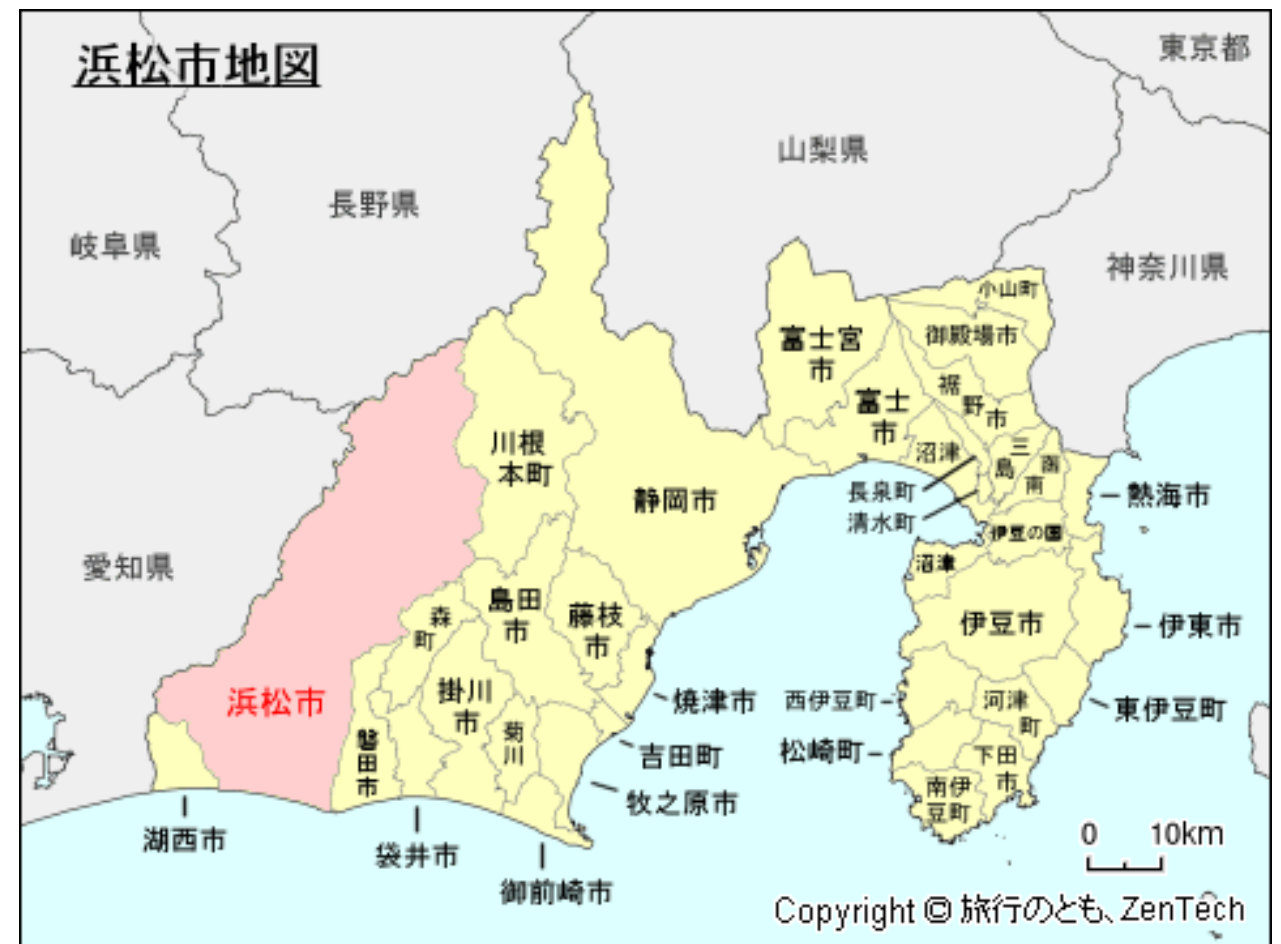 浜松市地図
東京都
山梨県
長野県
岐阜県
神奈川県
小山町
御殿場市
富士宮
市
裾
野
市
富士
市
沼津
三
島
函
南
川根
本町
長泉町
静岡市
熱海市
清水町
伊豆の国
沼津
愛知県
島田
市
藤枝
市
森
町
伊豆市
伊東市
浜松市
掛川
市
焼津市
西伊豆町
河津
町
東伊豆町
菊
川
磐
田
市
吉田町
松崎町
下田
市
南伊
豆町
牧之原市
湖西市
袋井市
御前崎市
0 10km
Copyright © 旅行のとも、ZenTech